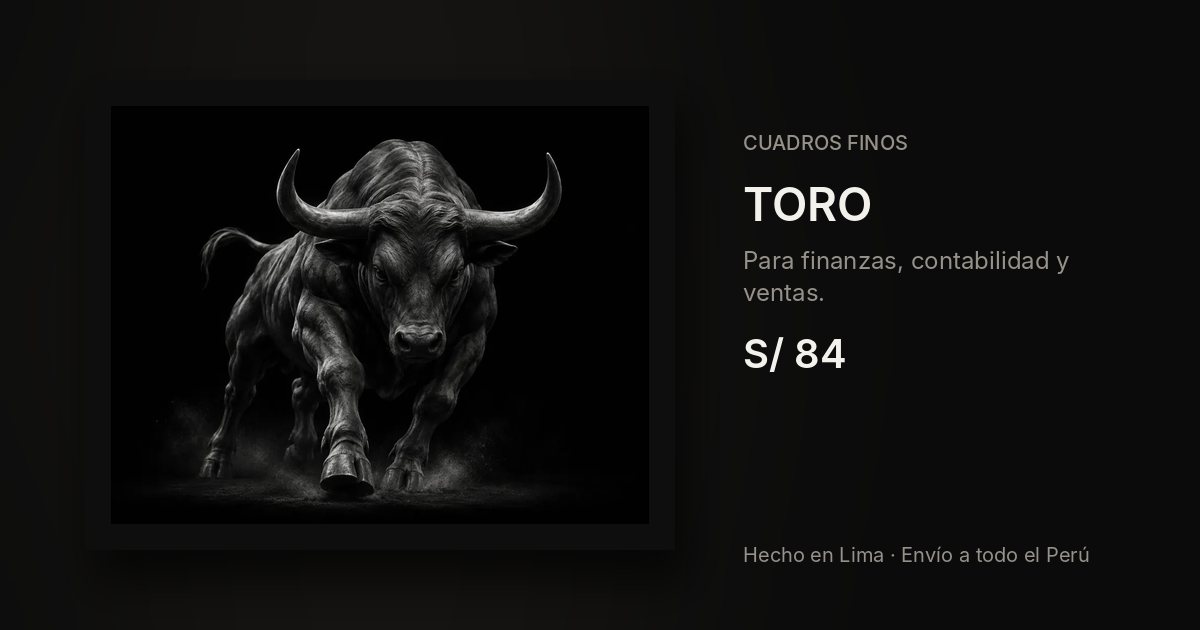 CUADROS FINOS
TORO
Para finanzas, contabilidad y
ventas.
S/ 84
Hecho en Lima · Envío a todo el Perú